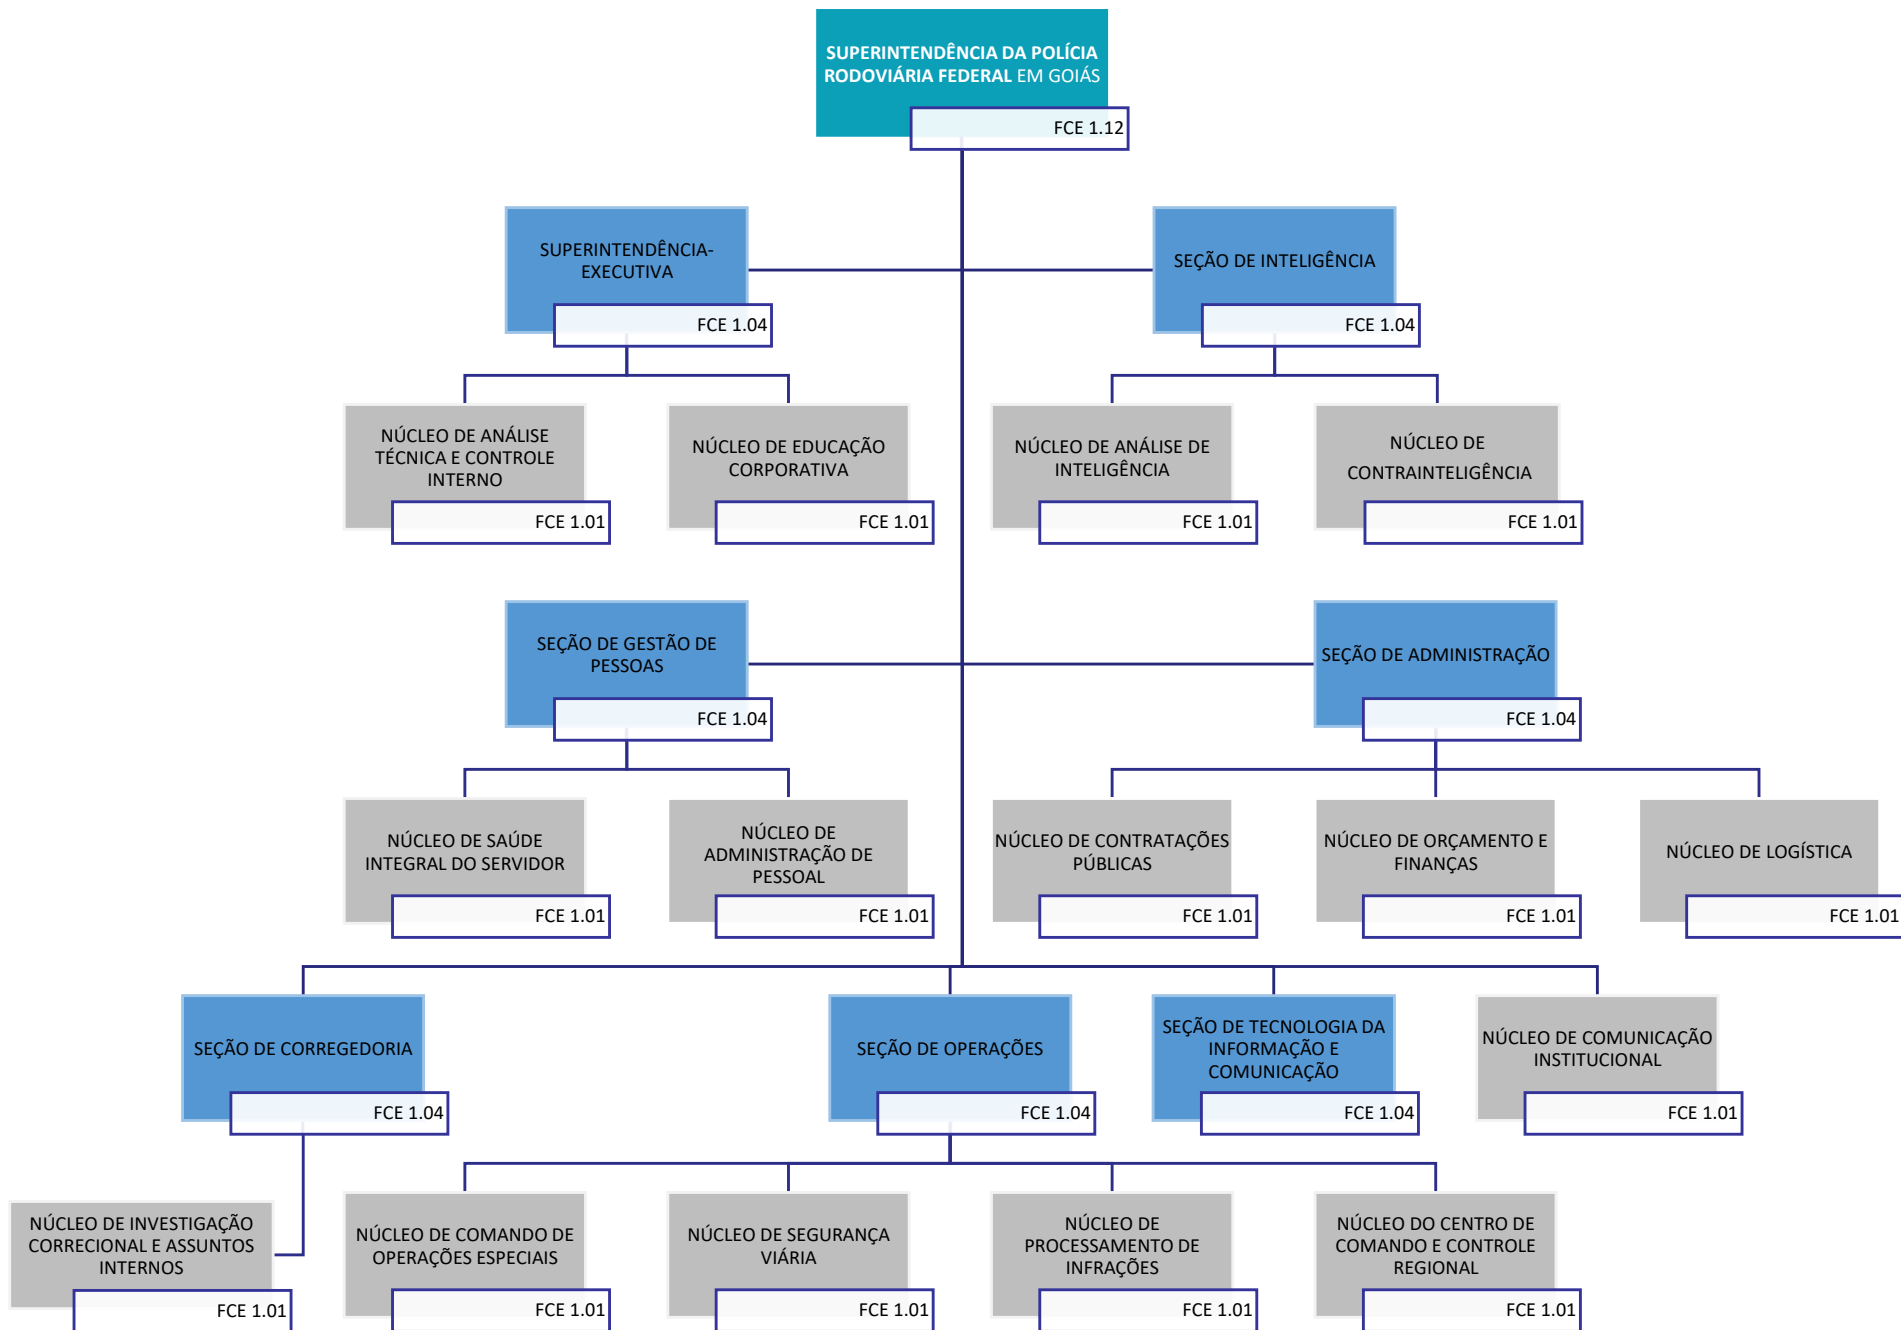 SUPERINTENDÊNCIA DA POLÍCIA
RODOVIÁRIA FEDERAL EM GOIÁS
FCE 1.12
SUPERINTENDÊNCIA-
EXECUTIVA
FCE 1.04
SEÇÃO DE INTELIGÊNCIA
FCE 1.04
NÚCLEO DE ANÁLISE
TÉCNICA E CONTROLE
INTERNO
FCE 1.01
NÚCLEO DE EDUCAÇÃO
CORPORATIVA
FCE 1.01
NÚCLEO DE ANÁLISE DE
INTELIGÊNCIA
FCE 1.01
NÚCLEO DE
CONTRAINTELIGÊNCIA
FCE 1.01
SEÇÃO DE GESTÃO DE
PESSOAS
FCE 1.04
SEÇÃO DE ADMINISTRAÇÃO
FCE 1.04
NÚCLEO DE SAÚDE
INTEGRAL DO SERVIDOR
FCE 1.01
NÚCLEO DE
ADMINISTRAÇÃO DE
PESSOAL
FCE 1.01
NÚCLEO DE CONTRATAÇÕES
PÚBLICAS
FCE 1.01
NÚCLEO DE ORÇAMENTO E
FINANÇAS
FCE 1.01
NÚCLEO DE LOGÍSTICA
FCE 1.01
SEÇÃO DE CORREGEDORIA
FCE 1.04
SEÇÃO DE OPERAÇÕES
FCE 1.04
SEÇÃO DE TECNOLOGIA DA
INFORMAÇÃO E
COMUNICAÇÃO
FCE 1.04
NÚCLEO DE COMUNICAÇÃO
INSTITUCIONAL
FCE 1.01
NÚCLEO DE INVESTIGAÇÃO
CORRECIONAL E ASSUNTOS
INTERNOS
FCE 1.01
NÚCLEO DE COMANDO DE
OPERAÇÕES ESPECIAIS
FCE 1.01
NÚCLEO DE SEGURANÇA
VIÁRIA
FCE 1.01
NÚCLEO DE
PROCESSAMENTO DE
INFRAÇÕES
FCE 1.01
NÚCLEO DO CENTRO DE
COMANDO E CONTROLE
REGIONAL
FCE 1.01